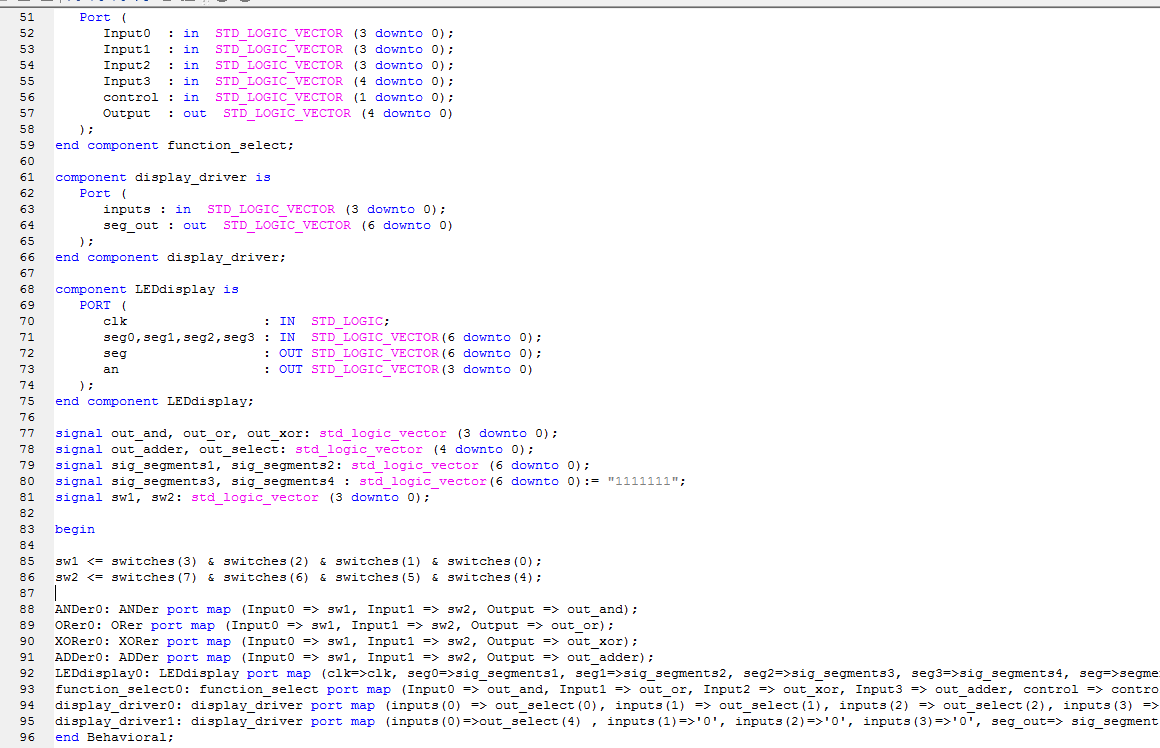 51 Port (
52 Input0 : in STD_LOGIC_VECTOR (3 downto 0);
53 Input1 : in STD_LOGIC_VECTOR (3 downto 0);
54 Input2 : in STD_LOGIC_VECTOR (3 downto 0);
55 Input3 : in STD_LOGIC_VECTOR (4 downto 0);
56 control : in STD_LOGIC_VECTOR (1 downto 0);
57 Output : out STD_LOGIC_VECTOR (4 downto 0)
58 );
59 end component function_select;
60
61 component display_driver is
62 Port (
63 inputs : in STD_LOGIC_VECTOR (3 downto 0);
64 seg_out : out STD_LOGIC_VECTOR (6 downto 0)
65 );
66 end component display_driver;
67
68 component LEDdisplay is
69 PORT (
70 clk : IN STD_LOGIC;
71 seg0,seg1,seg2,seg3 : IN STD_LOGIC_VECTOR(6 downto 0);
72 seg : OUT STD_LOGIC_VECTOR(6 downto 0);
73 an : OUT STD_LOGIC_VECTOR(3 downto 0)
74 );
75 end component LEDdisplay;
76
77 signal out_and, out_or, out_xor: std_logic_vector (3 downto 0);
78 signal out_adder, out_select: std_logic_vector (4 downto 0);
79 signal sig_segments1, sig_segments2: std_logic_vector (6 downto 0);
80 signal sig_segments3, sig_segments4 : std_logic_vector(6 downto 0):= "1111111";
81 signal sw1, sw2: std_logic_vector (3 downto 0);
82
83 begin
84
85 sw1 <= switches(3) & switches(2) & switches(1) & switches(0);
86 sw2 <= switches(7) & switches(6) & switches(5) & switches(4);
87
88 ANDer0: ANDer port map (Input0 => sw1, Input1 => sw2, Output => out_and);
89 ORer0: ORer port map (Input0 => sw1, Input1 => sw2, Output => out_or);
90 XORer0: XORer port map (Input0 => sw1, Input1 => sw2, Output => out_xor);
91 ADDer0: ADDer port map (Input0 => sw1, Input1 => sw2, Output => out_adder);
92 LEDdisplay0: LEDdisplay port map (clk=>clk, seg0=>sig_segments1, seg1=>sig_segments2, seg2=>sig_segments3, seg3=>sig_segments4, seg=>segme
93 function_select0: function_select port map (Input0 => out_and, Input1 => out_or, Input2 => out_xor, Input3 => out_adder, control => contro
94 display_driver0: display_driver port map (inputs(0) => out_select(0), inputs(1) => out_select(1), inputs(2) => out_select(2), inputs(3) =>
95 display_driver1: display_driver port map (inputs(0)=>out_select(4) , inputs(1)=>'0', inputs(2)=>'0', inputs(3)=>'0', seg_out=> sig_segment
96 end Behavioral;